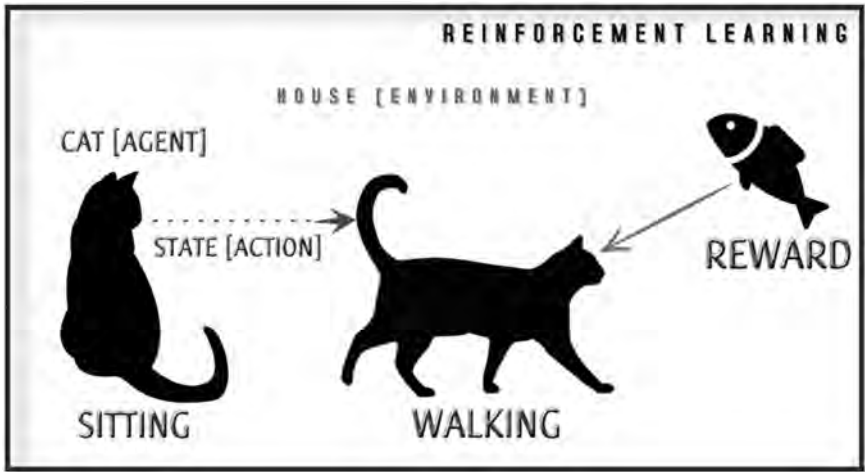 REINFORCEMENT LEARNING
HOUSE [ENVIRONMENT]
CAT [AGENT]
STATE [ACTION]
REWARD
SITTING
WALKING